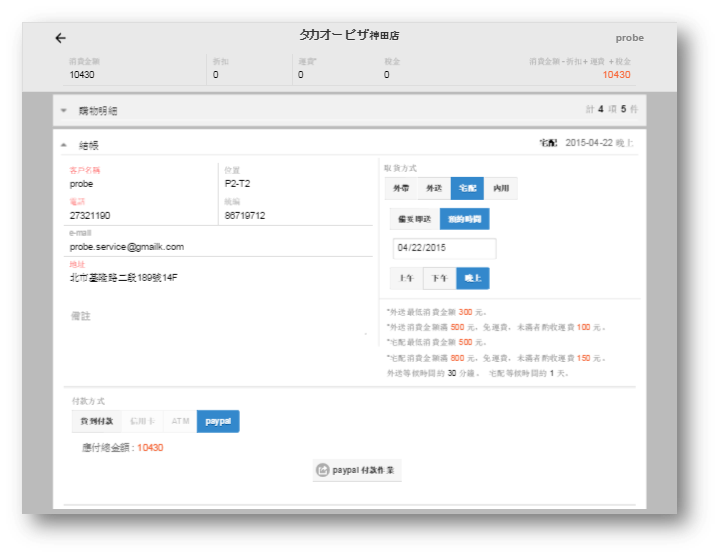 タカオーピザ神田店
probe
消費金額 折扣 運費* 稅金 消費金額-折扣+運費+稅金
10430 0 0 0 10430
購物明細 計 4 項 5 件
結帳 宅配 2015-04-22 晚上
客戶名稱 位置 取貨方式
probe P2-T2
外帶 外送 宅配 內用
電話 統編
27321190 86719712
備妥即送 預約時間
e-mail
probe.service@gmailk.com
04/22/2015
地址
北市基隆路二段189號14F
上午 下午 晚上
備註
*外送最低消費金額 300 元。
*外送消費金額滿 500 元，免運費，未滿者酌收運費 100 元。
*宅配最低消費金額 500 元。
*宅配消費金額滿 800 元，免運費，未滿者酌收運費 150 元。
外送等候時間約 30 分鐘。 宅配等候時間約 1 天。
付款方式
貨到付款 信用卡 ATM paypal
應付總金額 : 10430
paypal 付款作業